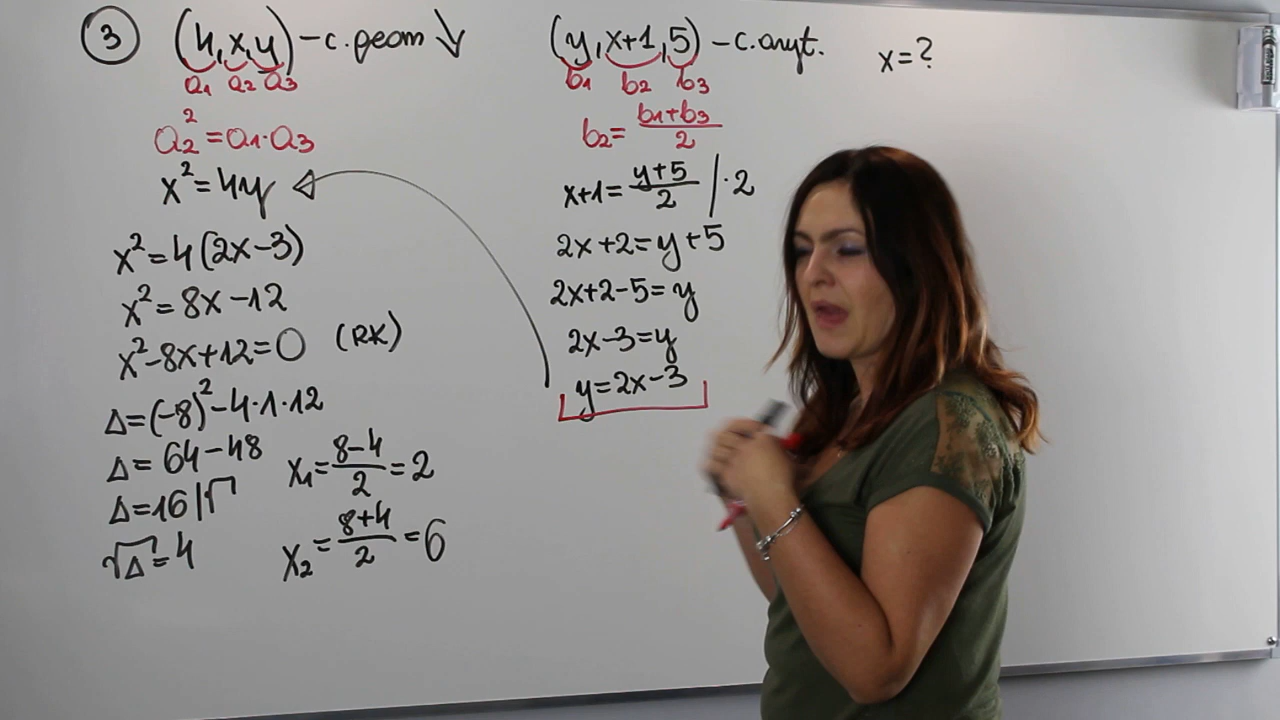 ③ (4,x,y) – c. geom ↓ (y,x+1,5) – c. aryt. x=?
a₁ a₂ a₃ b₁ b₂ b₃
a₂² = a₁·a₃
b₂ = (b₁+b₃)/2
x² = 4y
x+1 = (y+5)/2 |·2
x² = 4(2x–3)
2x+2 = y+5
x² = 8x–12
2x+2–5 = y
x²–8x+12 = 0 (RK)
2x–3 = y
Δ = (–8)²–4·1·12
y = 2x–3
Δ = 64–48
x₁ = (8–4)/2 = 2
Δ = 16 |√
x₂ = (8+4)/2 = 6
√Δ = 4